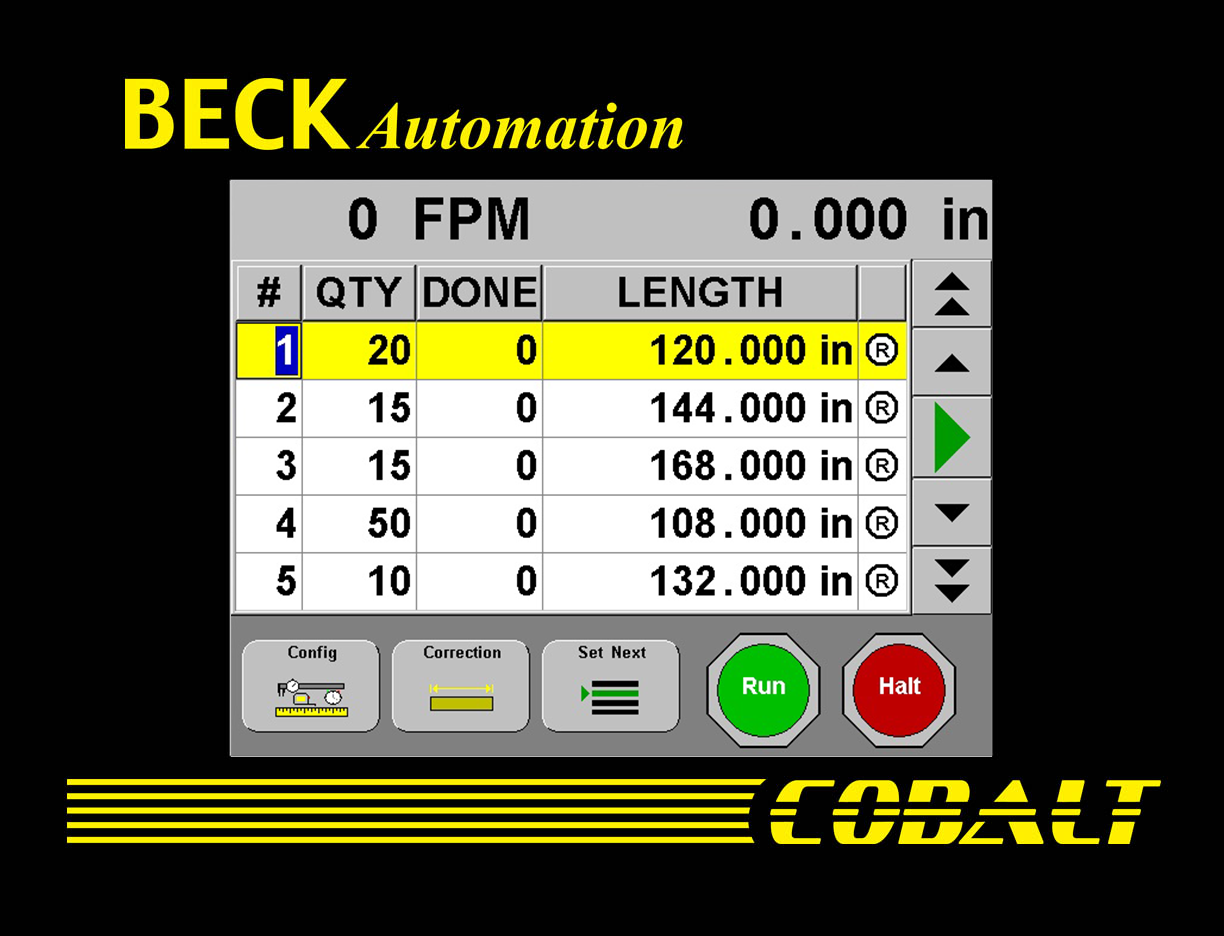 BECK Automation
0 FPM 0.000 in
# QTY DONE LENGTH
1 20 0 120.000 in ®
2 15 0 144.000 in ®
3 15 0 168.000 in ®
4 50 0 108.000 in ®
5 10 0 132.000 in ®
Config Correction Set Next Run Halt
COBALT